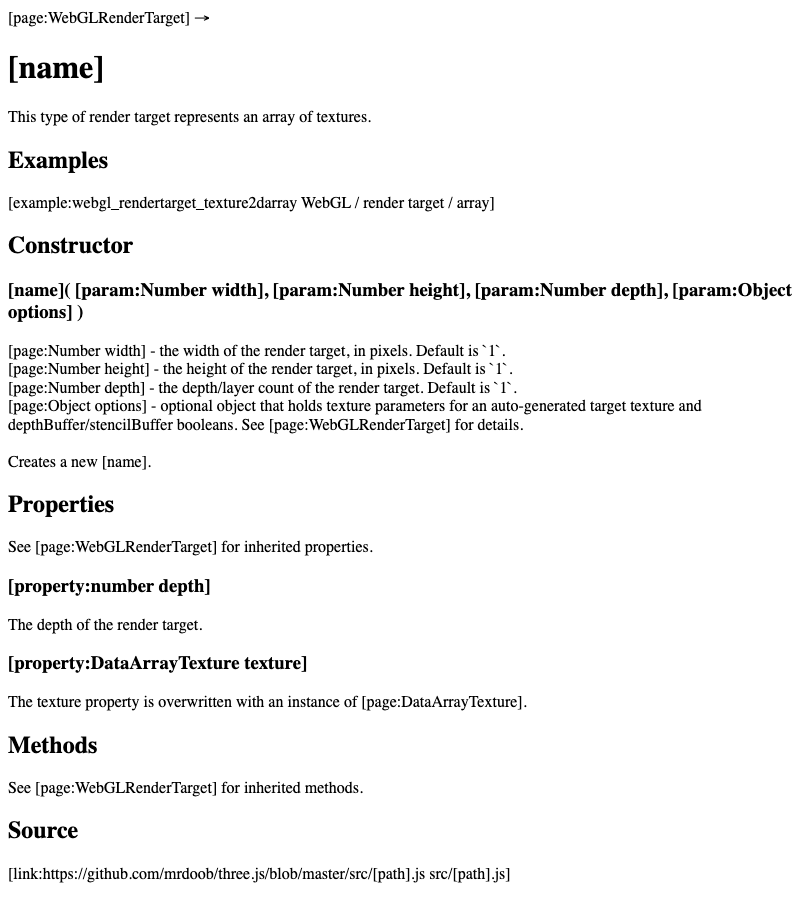 [page:WebGLRenderTarget] →
[name]
This type of render target represents an array of textures.
Examples
[example:webgl_rendertarget_texture2darray WebGL / render target / array]
Constructor
[name]( [param:Number width], [param:Number height], [param:Number depth], [param:Object
options] )
[page:Number width] - the width of the render target, in pixels. Default is `1`.
[page:Number height] - the height of the render target, in pixels. Default is `1`.
[page:Number depth] - the depth/layer count of the render target. Default is `1`.
[page:Object options] - optional object that holds texture parameters for an auto-generated target texture and
depthBuffer/stencilBuffer booleans. See [page:WebGLRenderTarget] for details.
Creates a new [name].
Properties
See [page:WebGLRenderTarget] for inherited properties.
[property:number depth]
The depth of the render target.
[property:DataArrayTexture texture]
The texture property is overwritten with an instance of [page:DataArrayTexture].
Methods
See [page:WebGLRenderTarget] for inherited methods.
Source
[link:https://github.com/mrdoob/three.js/blob/master/src/[path].js src/[path].js]